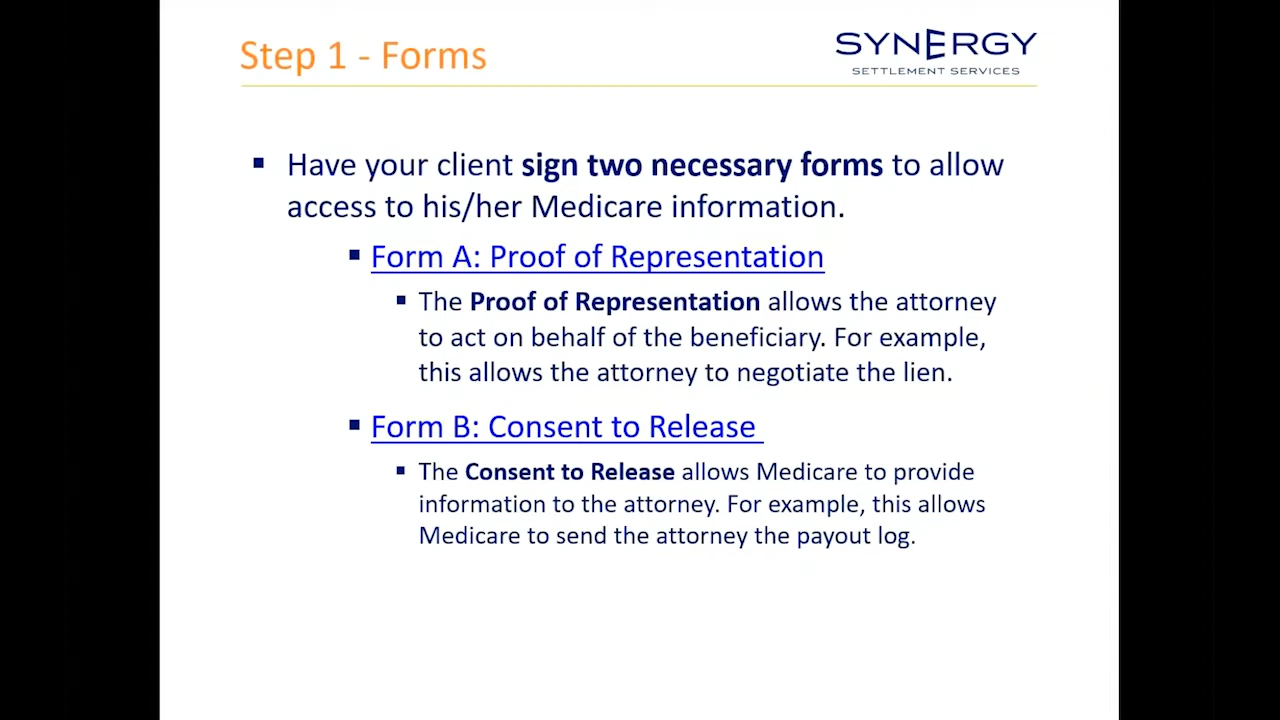 Step 1 - Forms
SYNERGY
SETTLEMENT SERVICES
▪ Have your client sign two necessary forms to allow
access to his/her Medicare information.
▪ Form A: Proof of Representation
▪ The Proof of Representation allows the attorney
to act on behalf of the beneficiary. For example,
this allows the attorney to negotiate the lien.
▪ Form B: Consent to Release
▪ The Consent to Release allows Medicare to provide
information to the attorney. For example, this allows
Medicare to send the attorney the payout log.